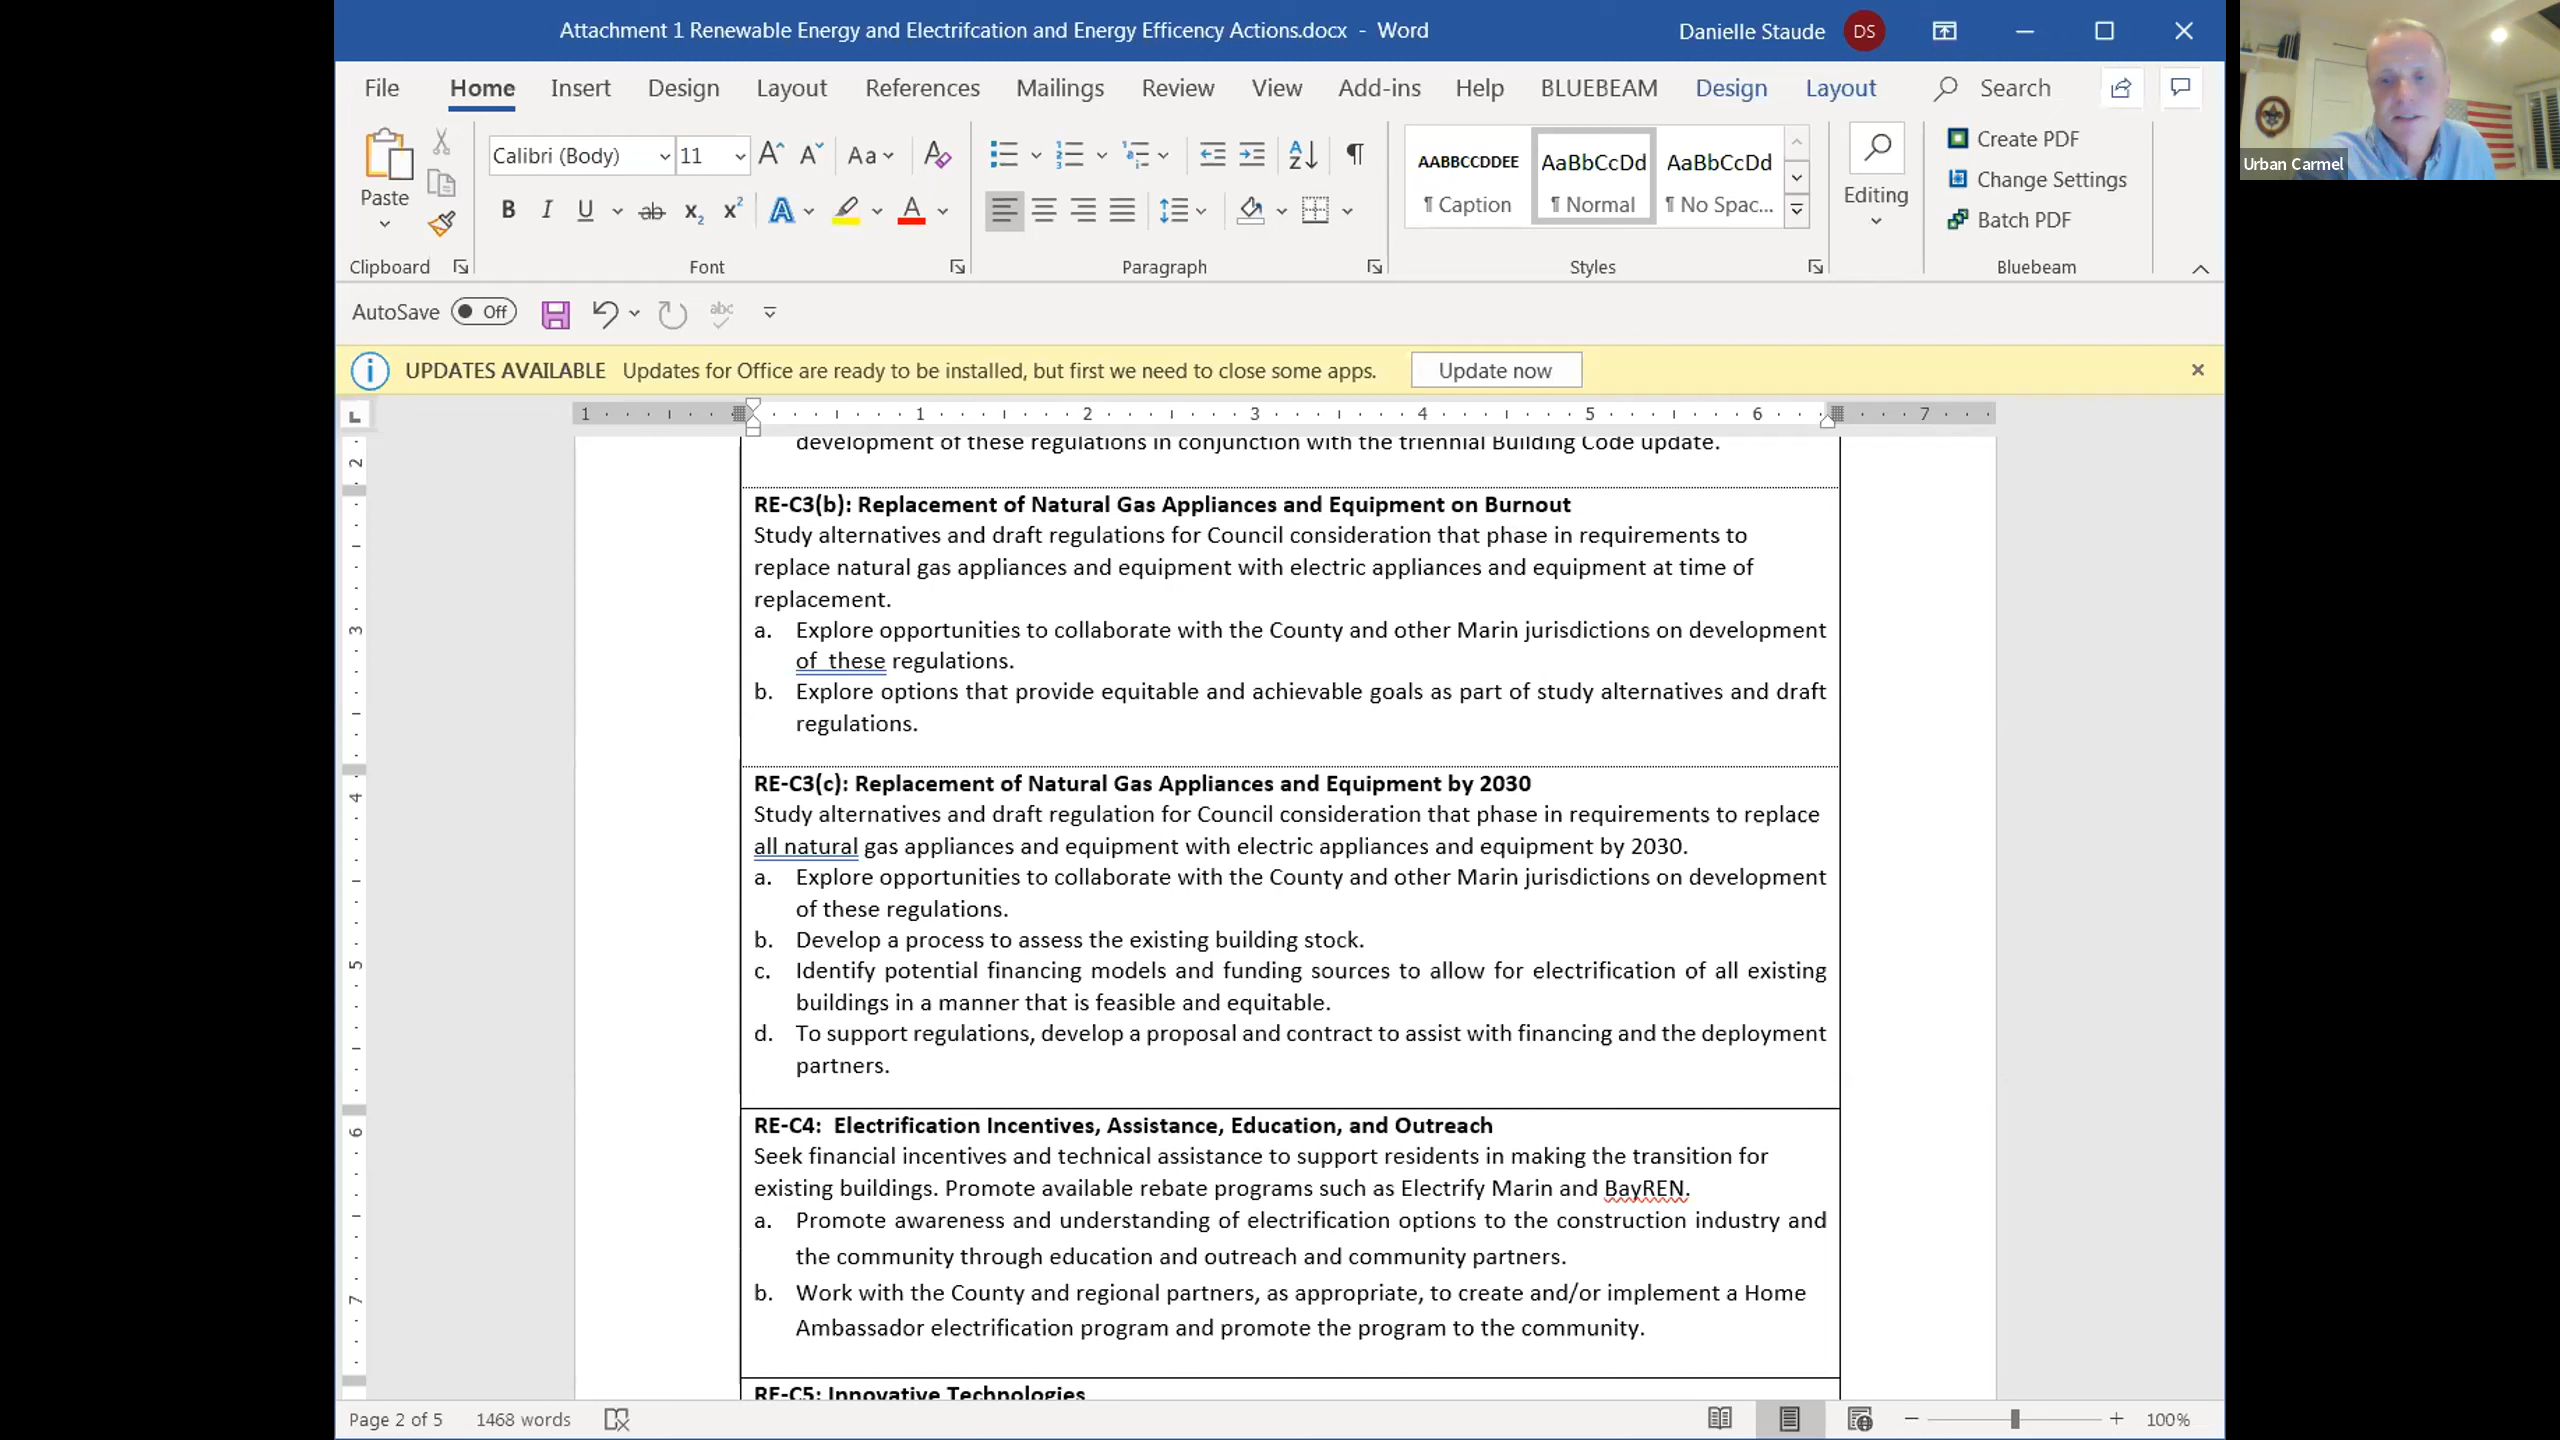 Attachment 1 Renewable Energy and Electrifcation and Energy Efficency Actions.docx - Word
Danielle Staude DS
File Home Insert Design Layout References Mailings Review View Add-ins Help BLUEBEAM Design Layout Search
Paste
Calibri (Body) 11
Aa
B I U ab x2 x2 A A
AABBCCDDEE AaBbCcDd AaBbCcDd
¶ Caption ¶ Normal ¶ No Spac...
Editing
Create PDF
Change Settings
Batch PDF
Clipboard Font Paragraph Styles Bluebeam
Urban Carmel
AutoSave Off abc
UPDATES AVAILABLE Updates for Office are ready to be installed, but first we need to close some apps. Update now
1 1 2 3 4 5 6 7
2
3
4
5
6
7
development of these regulations in conjunction with the triennial Building Code update.
RE-C3(b): Replacement of Natural Gas Appliances and Equipment on Burnout
Study alternatives and draft regulations for Council consideration that phase in requirements to
replace natural gas appliances and equipment with electric appliances and equipment at time of
replacement.
a. Explore opportunities to collaborate with the County and other Marin jurisdictions on development
of  these regulations.
b. Explore options that provide equitable and achievable goals as part of study alternatives and draft
regulations.
RE-C3(c): Replacement of Natural Gas Appliances and Equipment by 2030
Study alternatives and draft regulation for Council consideration that phase in requirements to replace
all natural gas appliances and equipment with electric appliances and equipment by 2030.
a. Explore opportunities to collaborate with the County and other Marin jurisdictions on development
of these regulations.
b. Develop a process to assess the existing building stock.
c. Identify potential financing models and funding sources to allow for electrification of all existing
buildings in a manner that is feasible and equitable.
d. To support regulations, develop a proposal and contract to assist with financing and the deployment
partners.
RE-C4:  Electrification Incentives, Assistance, Education, and Outreach
Seek financial incentives and technical assistance to support residents in making the transition for
existing buildings. Promote available rebate programs such as Electrify Marin and BayREN.
a. Promote awareness and understanding of electrification options to the construction industry and
the community through education and outreach and community partners.
b. Work with the County and regional partners, as appropriate, to create and/or implement a Home
Ambassador electrification program and promote the program to the community.
RE-C5: Innovative Technologies
Page 2 of 5 1468 words 100%